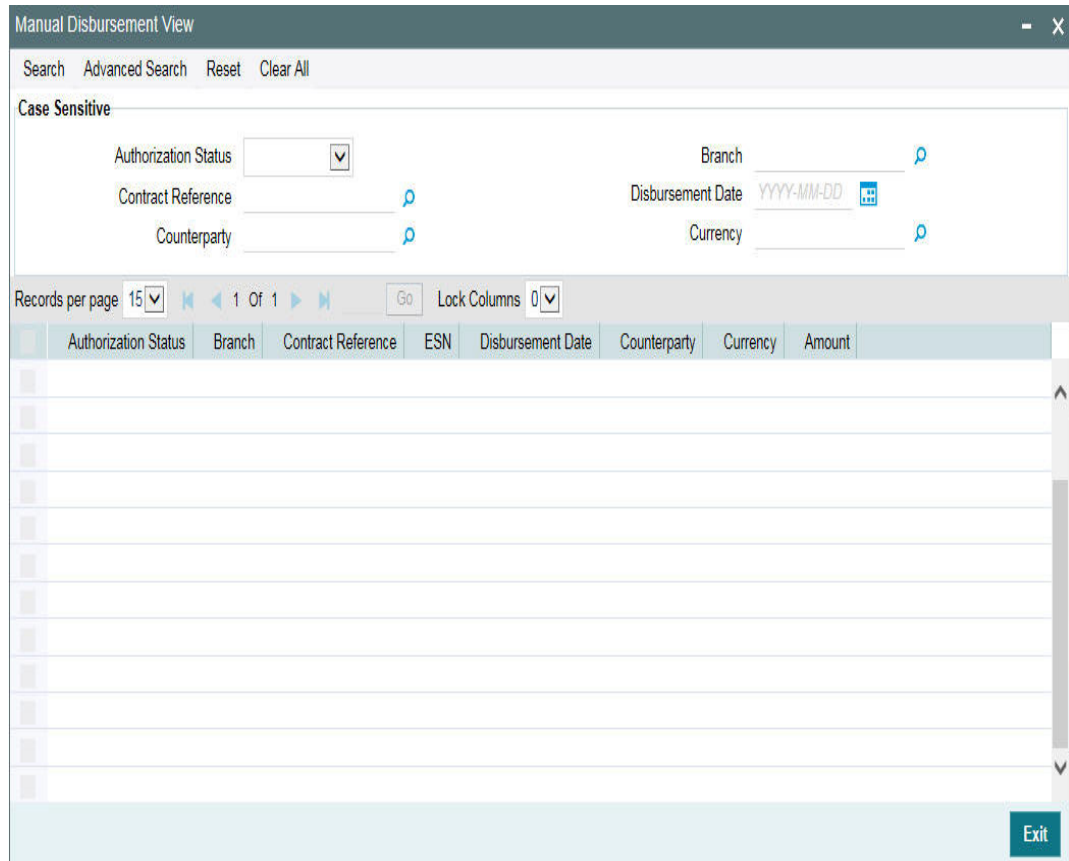 Manual Disbursement View
Search Advanced Search Reset Clear All
Case Sensitive
Authorization Status
Branch
Contract Reference
Disbursement Date YYYY-MM-DD
Counterparty
Currency
Records per page 15 1 Of 1 Go Lock Columns 0
Authorization Status Branch Contract Reference ESN Disbursement Date Counterparty Currency Amount
Exit